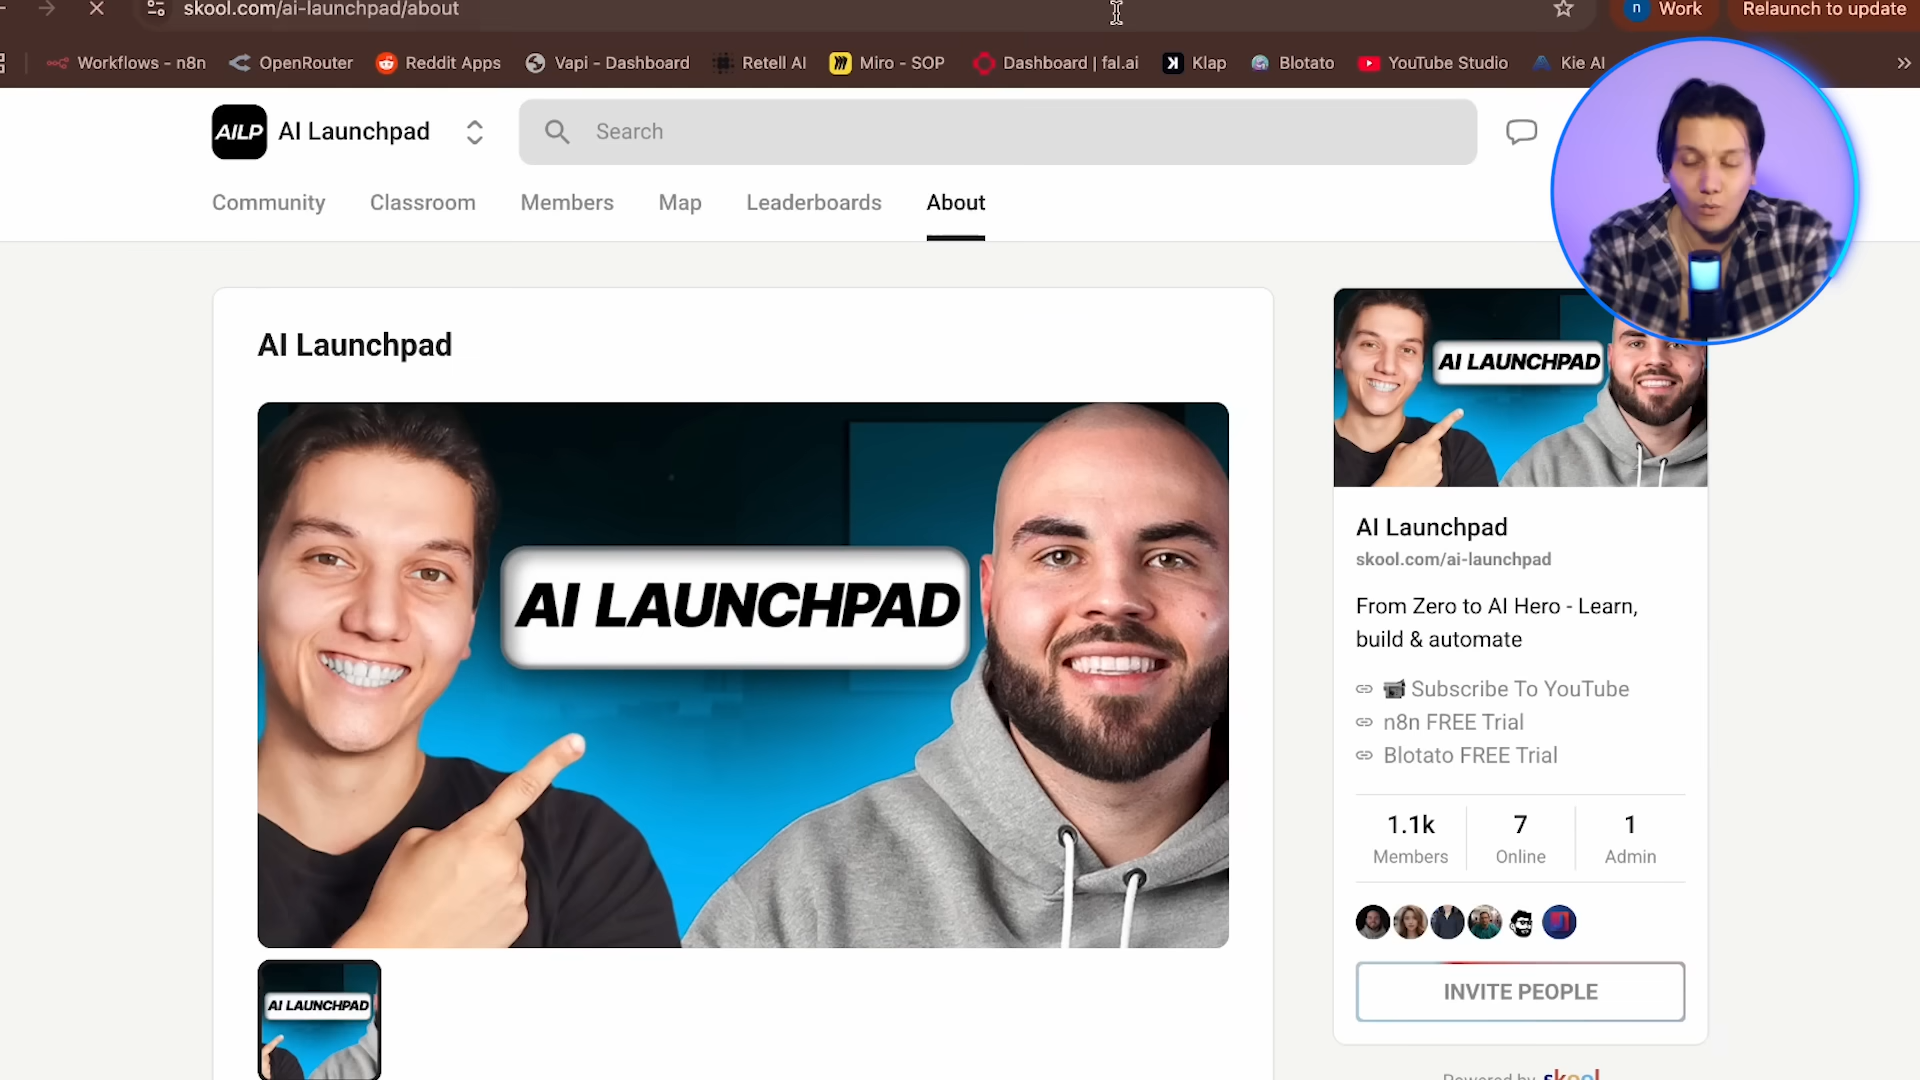 skool.com/ai-launchpad/about
n Work
Relaunch to update
Workflows - n8n
OpenRouter
Reddit Apps
Vapi - Dashboard
Retell AI
Miro - SOP
Dashboard | fal.ai
K Klap
Blotato
YouTube Studio
Kie AI
AILP AI Launchpad
Search
Community
Classroom
Members
Map
Leaderboards
About
AI Launchpad
AI LAUNCHPAD
AI LAUNCHPAD
AI LAUNCHPAD
AI Launchpad
skool.com/ai-launchpad
From Zero to AI Hero - Learn,
build & automate
Subscribe To YouTube
n8n FREE Trial
Blotato FREE Trial
1.1k
Members
7
Online
1
Admin
INVITE PEOPLE
Powered by skool